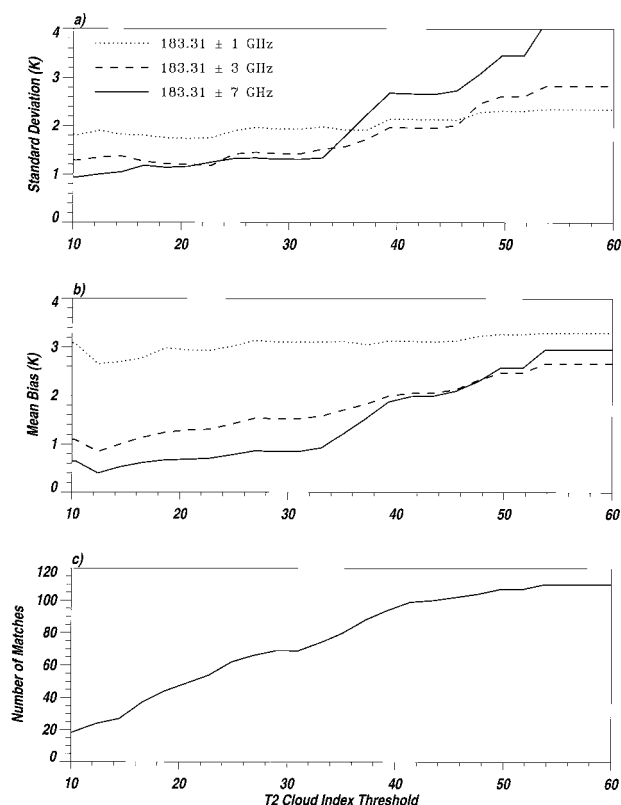 a)
4
3
2
1
0
Standard Deviation (K)
183.31 ± 1 GHz
183.31 ± 3 GHz
183.31 ± 7 GHz
10 20 30 40 50 60
b)
4
3
2
1
0
Mean Bias (K)
10 20 30 40 50 60
c)
120
100
80
60
40
20
0
Number of Matches
10 20 30 40 50 60
T2 Cloud Index Threshold